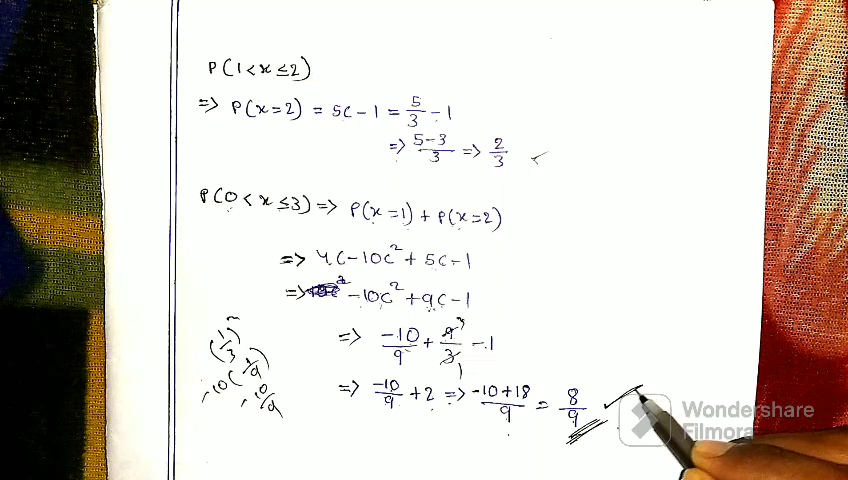 P(1<x≤2)
=> P(x=2) = 5c-1 = 5/3 - 1
=> 5-3/3 => 2/3 ✓
P(0<x≤3) => P(x=1) + P(x=2)
=> 4c-10c² + 5c-1
=> -10c² + 9c-1
=> -10/9 + 9/3 - 1
=> -10/9 + 2 => -10+18/9 = 8/9
(1/3)²
-10(1/9)
-10/9
Wondershare
Filmora